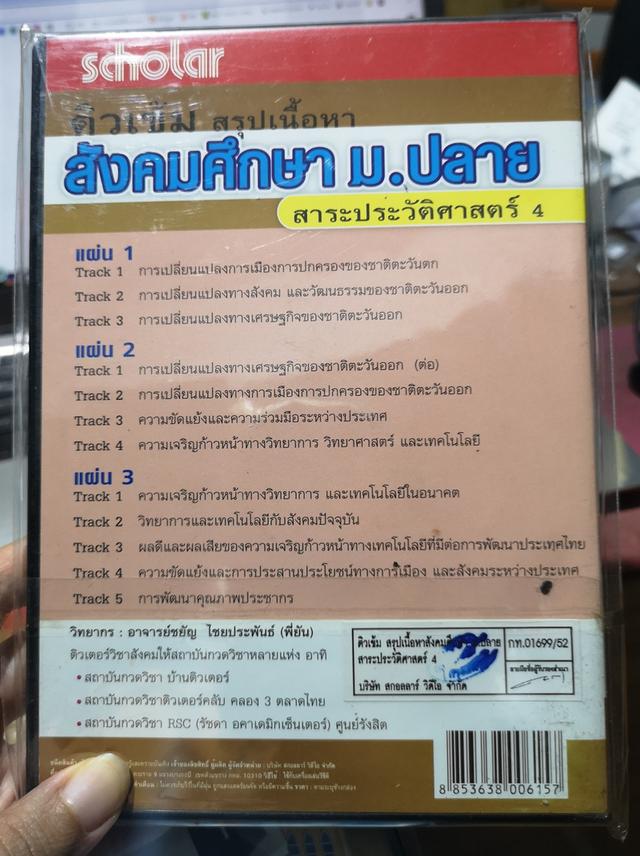 scholar
ติวเข้ม สรุปเนื้อหา
สังคมศึกษา ม.ปลาย
สาระประวัติศาสตร์ 4
แผ่น 1
Track 1 การเปลี่ยนแปลงการเมืองการปกครองของชาติตะวันตก
Track 2 การเปลี่ยนแปลงทางสังคม และวัฒนธรรมของชาติตะวันออก
Track 3 การเปลี่ยนแปลงทางเศรษฐกิจของชาติตะวันออก
แผ่น 2
Track 1 การเปลี่ยนแปลงทางเศรษฐกิจของชาติตะวันออก (ต่อ)
Track 2 การเปลี่ยนแปลงทางการเมืองการปกครองของชาติตะวันออก
Track 3 ความขัดแย้งและความร่วมมือระหว่างประเทศ
Track 4 ความเจริญก้าวหน้าทางวิทยาการ วิทยาศาสตร์ และเทคโนโลยี
แผ่น 3
Track 1 ความเจริญก้าวหน้าทางวิทยาการ และเทคโนโลยีในอนาคต
Track 2 วิทยาการและเทคโนโลยีกับสังคมปัจจุบัน
Track 3 ผลดีและผลเสียของความเจริญก้าวหน้าทางเทคโนโลยีที่มีต่อการพัฒนาประเทศไทย
Track 4 ความขัดแย้งและการประสานประโยชน์ทางการเมือง และสังคมระหว่างประเทศ
Track 5 การพัฒนาคุณภาพประชากร
วิทยากร : อาจารย์ชยัญ ไชยประพันธ์ (พี่ยัน)
ติวเตอร์วิชาสังคมให้สถาบันกวดวิชาหลายแห่ง อาทิ
• สถาบันกวดวิชา บ้านติวเตอร์
• สถาบันกวดวิชาติวเตอร์คลับ คลอง 3 ตลาดไทย
• สถาบันกวดวิชา RSC (รัชดา อคาเดมิกเซ็นเตอร์) ศูนย์รังสิต
ติวเข้ม สรุปเนื้อหาสังคมศึกษา ม.ปลาย
สาระประวัติศาสตร์ 4
บริษัท สกอลลาร์ วิดีโอ จำกัด
กท.01699/52
8 853638 006157